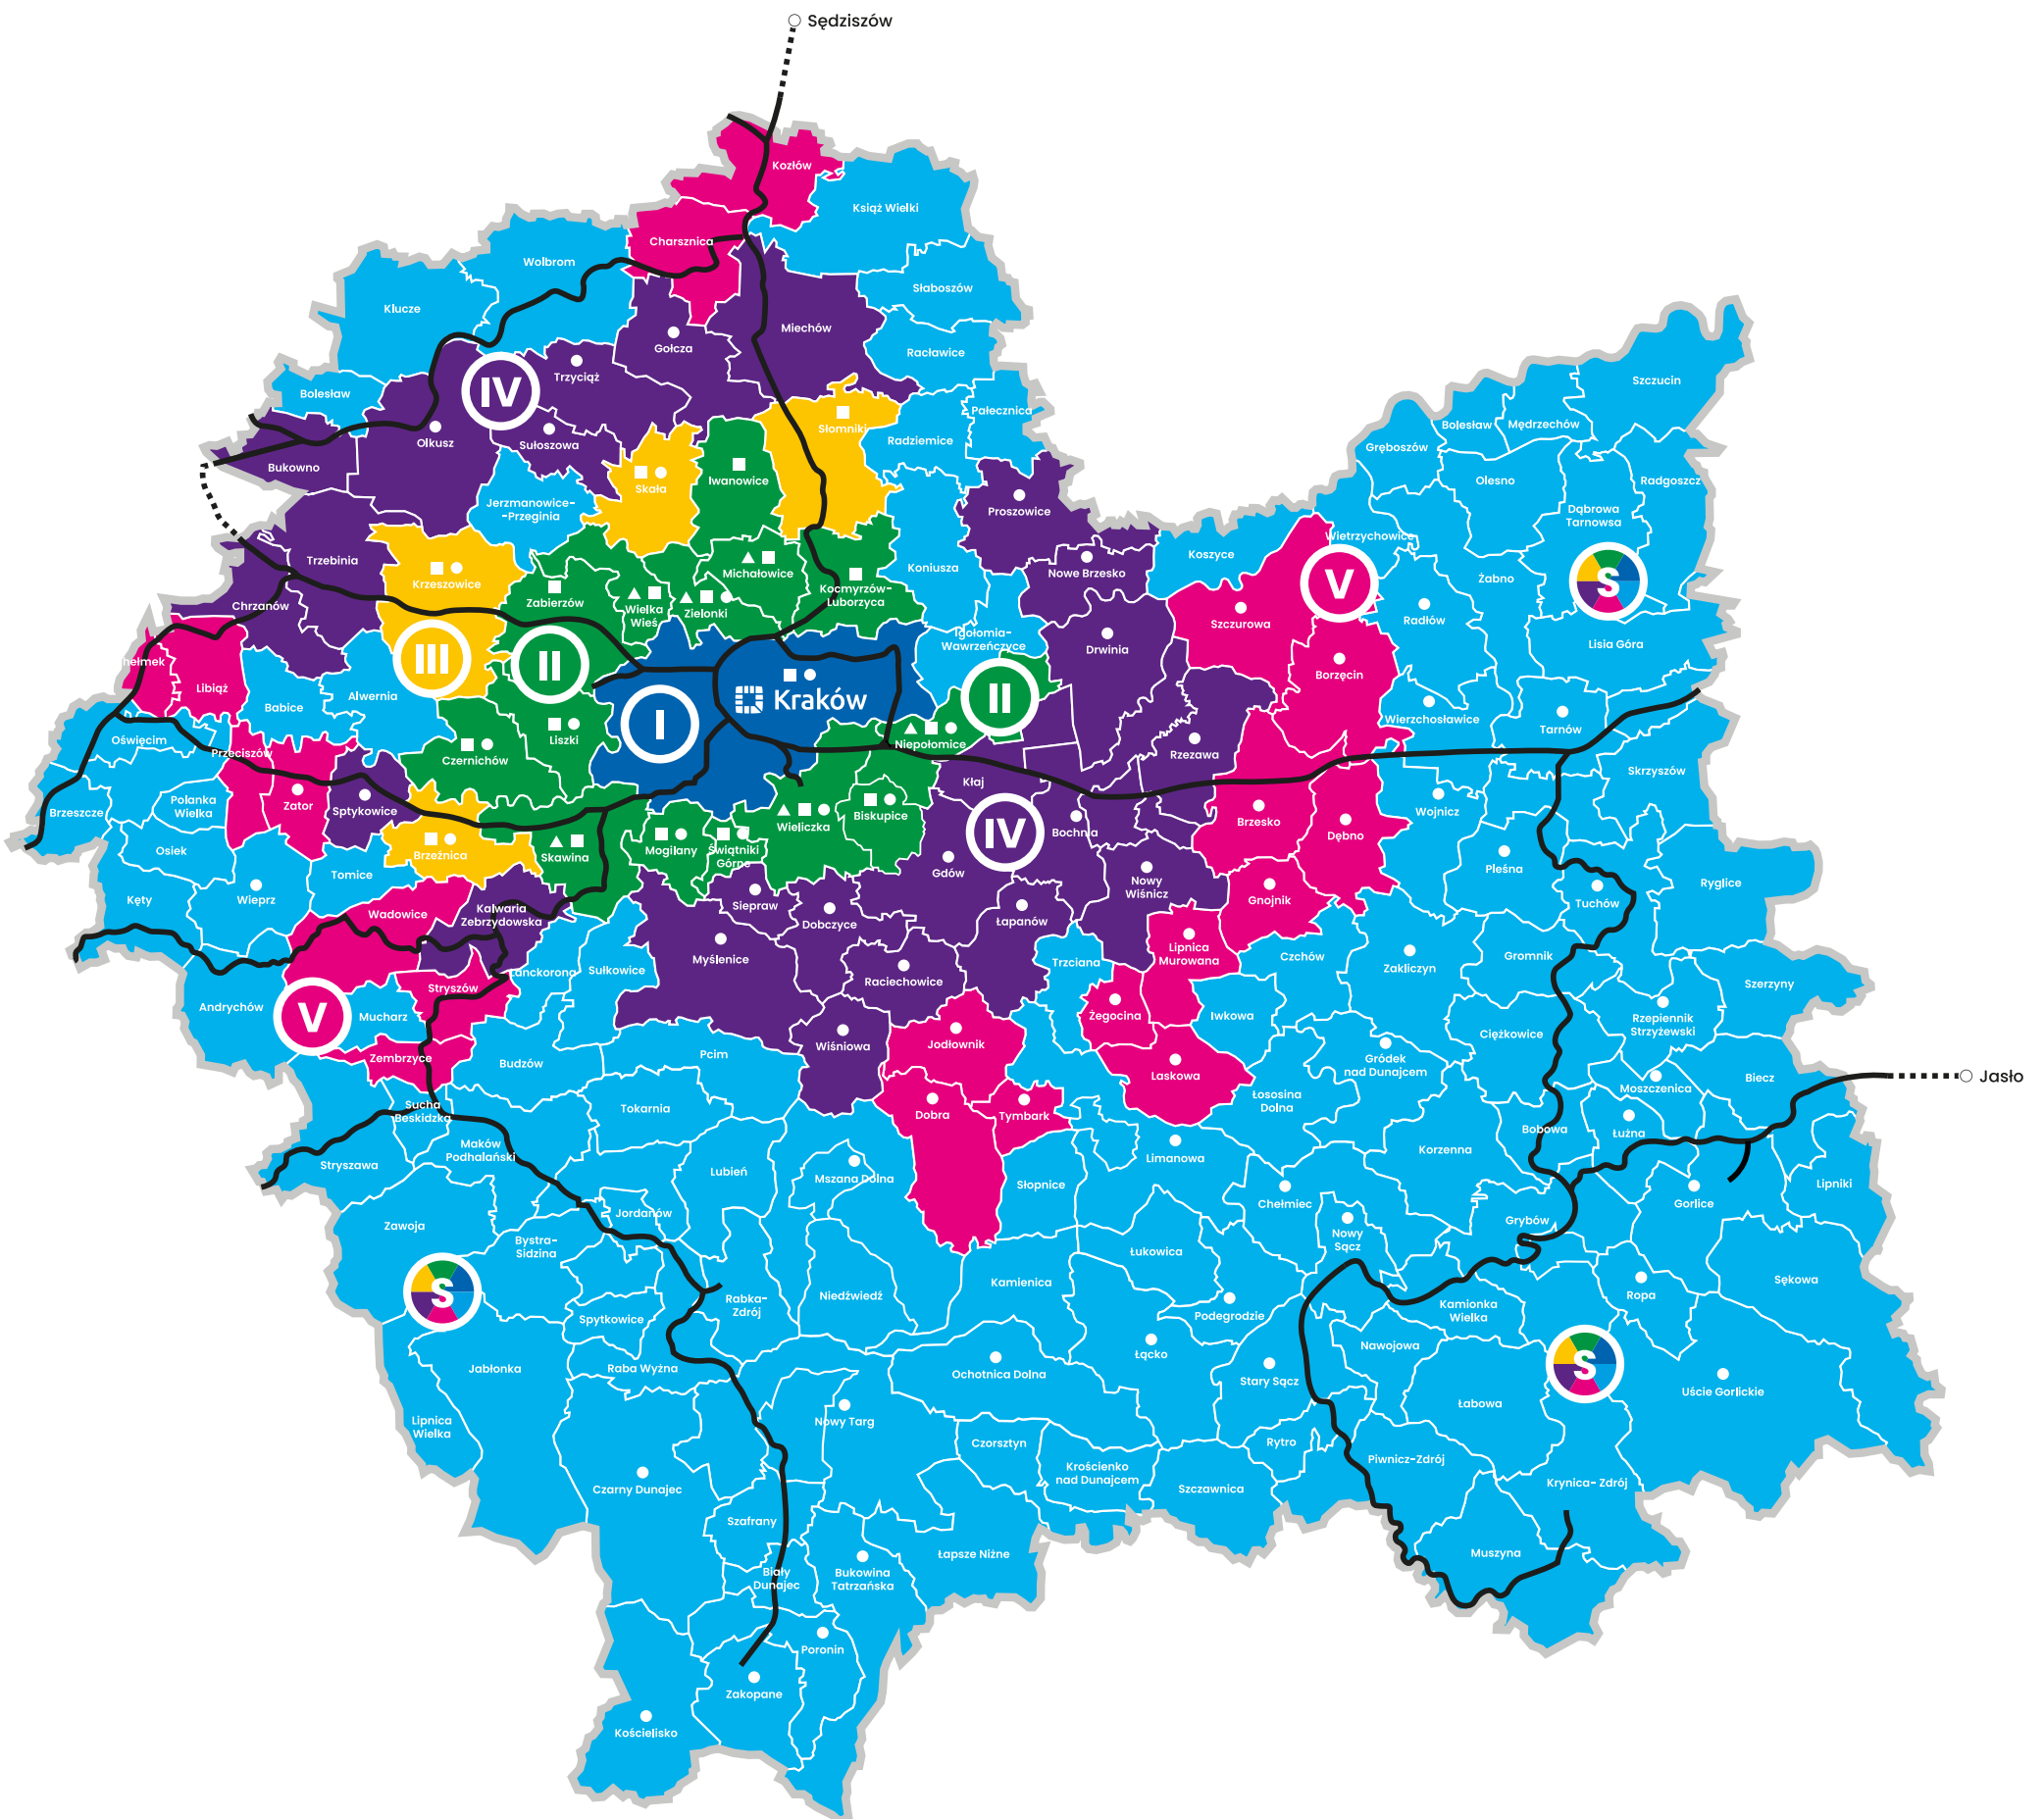 Sędziszów
Kozłów
Książ Wielki
Charsznica
Wolbrom
Słaboszów
Klucze
Miechów
Gołcza
Racławice
Trzyciąż
Szczucin
IV
Bolesław
Pałecznica
Bolesław
Mędrzechów
Słomniki
Olkusz
Sułoszowa
Radziemice
Gręboszów
Bukowno
Skała
Iwanowice
Olesno
Radgoszcz
Jerzmanowice-
-Przeginia
Proszowice
Dąbrowa
Tarnowsa
Wietrzychowice
Koszyce
Trzebinia
Krzeszowice
Michałowice
Koniusza
Nowe Brzesko
V
Żabno
S
Kocmyrzów-
Luborzyca
Chrzanów
Zabierzów
Wielka
Wieś
Zielonki
Szczurowa
Radłów
Igołomia-
Wawrzeńczyce
Drwinia
Lisia Góra
III
II
hełmek
Libiąż
Borzęcin
Alwernia
Babice
Kraków
II
I
Wierzchosławice
Tarnów
Oświęcim
Liszki
Niepołomice
Przeciszów
Czernichów
Rzezawa
Skrzyszów
Kłaj
Zator
Polanka
Wielka
Brzeszcze
Sptykowice
Biskupice
Wojnicz
Wieliczka
Brzesko
Bochnia
IV
Dębno
Osiek
Brzeźnica
Skawina
Mogilany
Świątniki
Górne
Tomice
Gdów
Pleśna
Nowy
Wiśnicz
Ryglice
Kęty
Wieprz
Siepraw
Gnojnik
Tuchów
Wadowice
Kalwaria
Zebrzydowska
Dobczyce
Łapanów
Lipnica
Murowana
Myślenice
Trzciana
Czchów
Gromnik
Zakliczyn
Lanckorona
Sułkowice
Raciechowice
Stryszów
Szerzyny
Andrychów
Mucharz
V
Żegocina
Iwkowa
Rzepiennik
Strzyżewski
Ciężkowice
Wiśniowa
Jodłownik
Zembrzyce
Pcim
Budzów
Gródek
nad Dunajcem
Laskowa
Biecz
Jasło
Moszczenica
Łososina
Dolna
Sucha
Beskidzka
Tokarnia
Dobra
Tymbark
Bobowa
Łużna
Maków
Podhalański
Stryszawa
Korzenna
Limanowa
Lubień
Mszana Dolna
Słopnice
Lipniki
Chełmiec
Gorlice
Zawoja
Jordanów
Grybów
Nowy
Sącz
Bystra-
Sidzina
Łukowica
Kamienica
Sękowa
S
Rabka-
Zdrój
Niedźwiedź
Ropa
Podegrodzie
Kamionka
Wielka
Spytkowice
Nawojowa
Łącko
S
Jabłonka
Raba Wyżna
Ochotnica Dolna
Stary Sącz
Uście Gorlickie
Łabowa
Lipnica
Wielka
Nowy Targ
Czorsztyn
Rytro
Piwnicz-Zdrój
Krościenko
nad Dunajcem
Krynica- Zdrój
Czarny Dunajec
Szczawnica
Szafrany
Muszyna
Łapsze Niżne
Biały
Dunajec
Bukowina
Tatrzańska
Poronin
Zakopane
Kościelisko